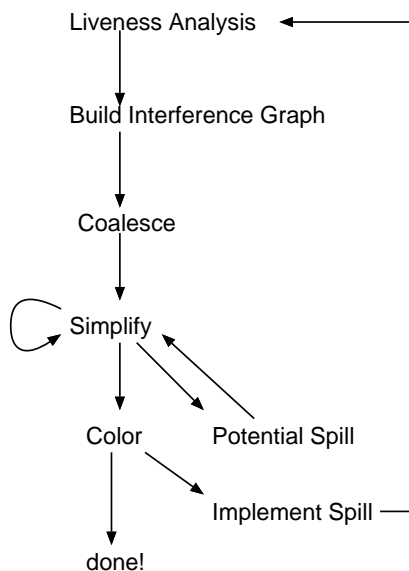 Liveness Analysis
Build Interference Graph
Coalesce
Simplify
Color
Potential Spill
Implement Spill
done!